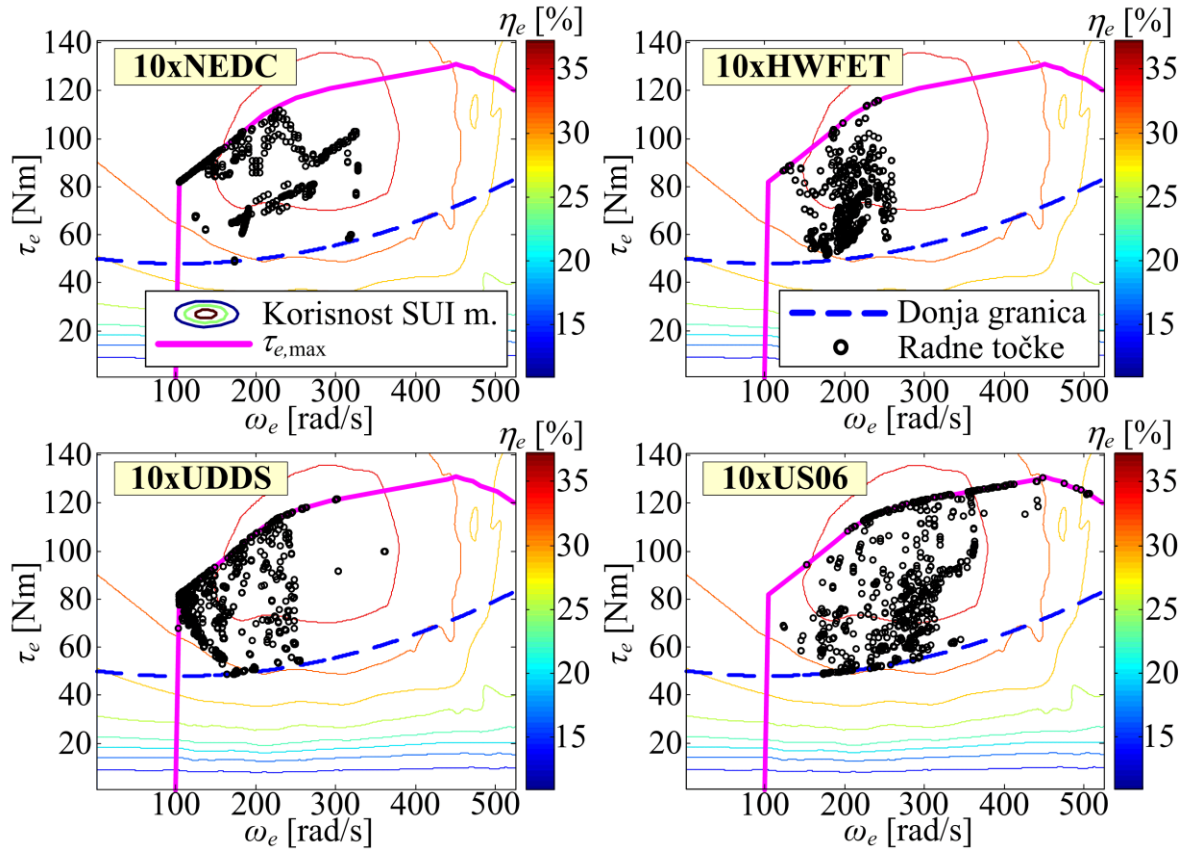 η_e [%]
10xNEDC
140
120
100
80
60
40
20
τ_e [Nm]
Korisnost SUI m.
τ_e,max
100 200 300 400 500
ω_e [rad/s]
35
30
25
20
15
η_e [%]
10xHWFET
140
120
100
80
60
40
20
τ_e [Nm]
Donja granica
Radne točke
100 200 300 400 500
ω_e [rad/s]
35
30
25
20
15
η_e [%]
10xUDDS
140
120
100
80
60
40
20
τ_e [Nm]
100 200 300 400 500
ω_e [rad/s]
35
30
25
20
15
η_e [%]
10xUS06
140
120
100
80
60
40
20
τ_e [Nm]
100 200 300 400 500
ω_e [rad/s]
35
30
25
20
15